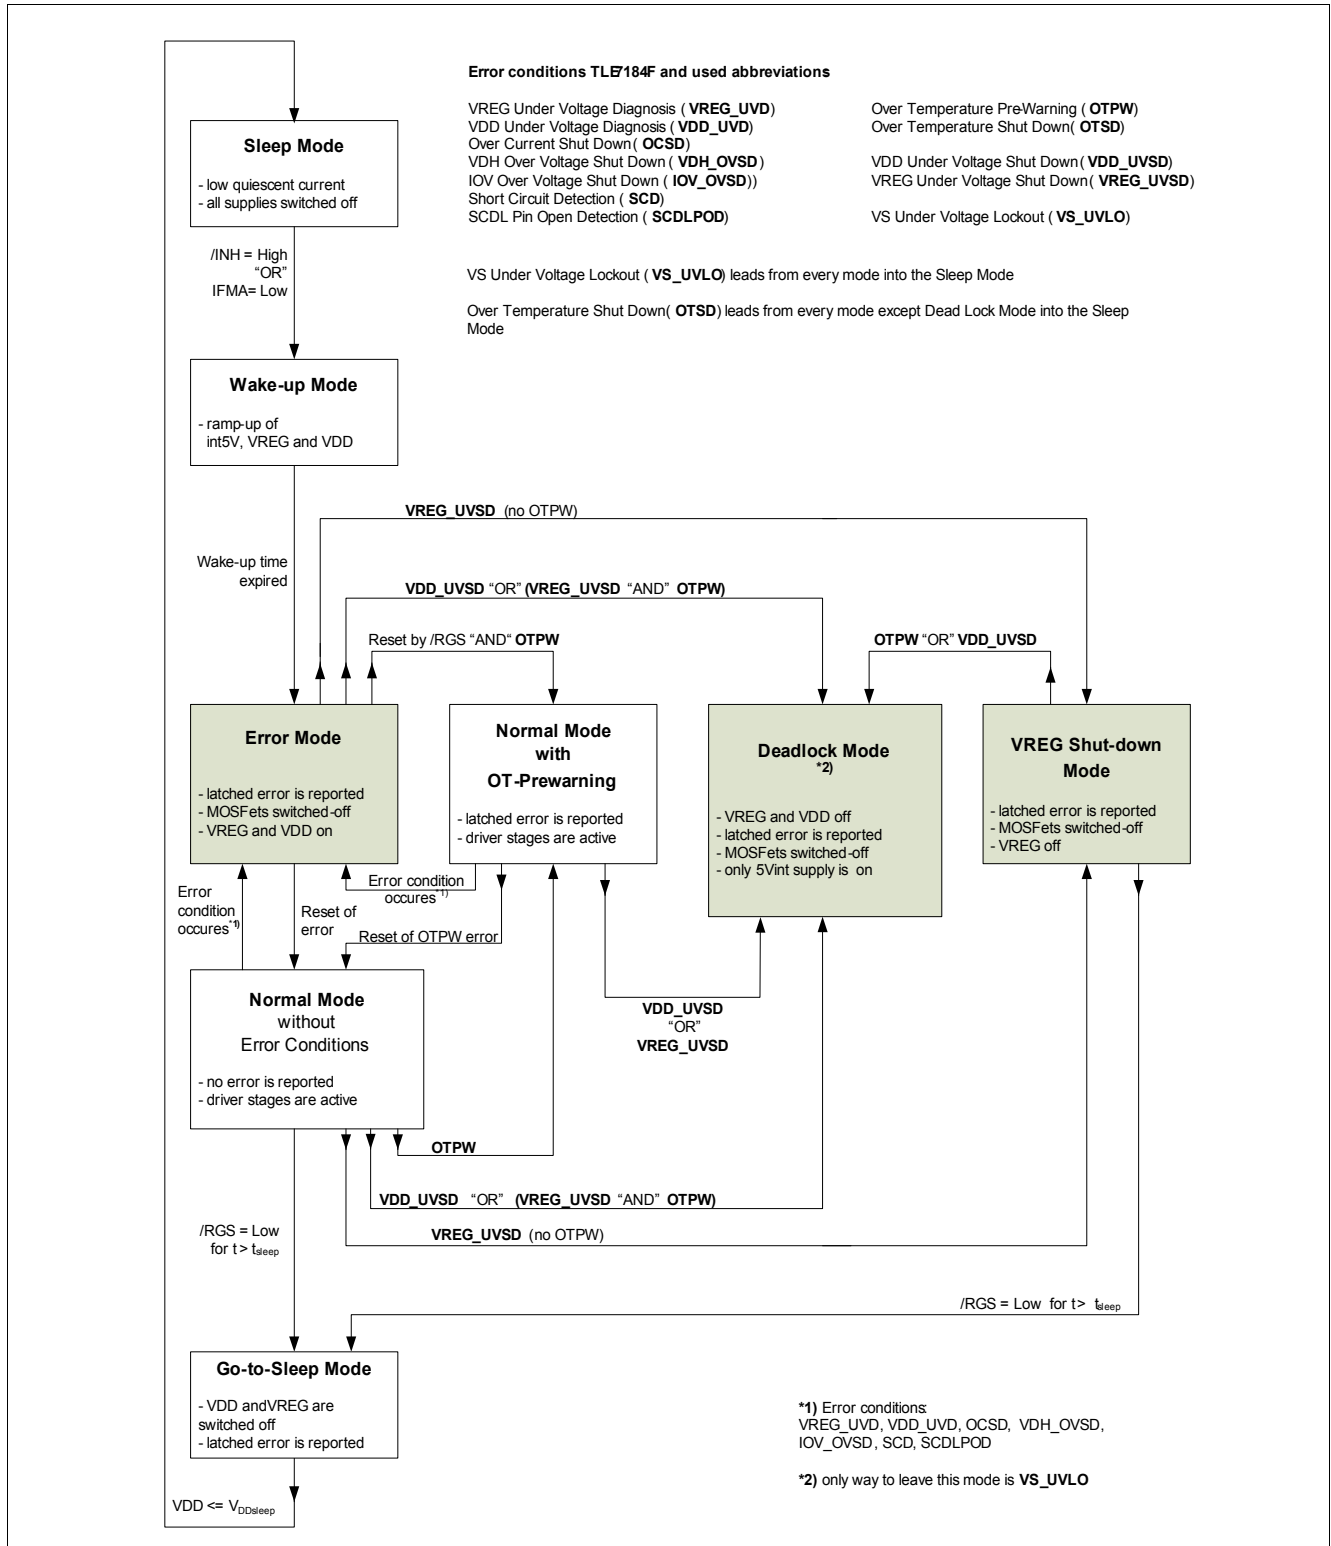 Error conditions TLE7184F and used abbreviations
VREG Under Voltage Diagnosis ( VREG_UVD)
VDD Under Voltage Diagnosis ( VDD_UVD)
Over Current Shut Down( OCSD)
VDH Over Voltage Shut Down ( VDH_OVSD)
IOV Over Voltage Shut Down ( IOV_OVSD))
Short Circuit Detection ( SCD)
SCDL Pin Open Detection ( SCDLPOD)
Over Temperature Pre-Warning ( OTPW)
Over Temperature Shut Down( OTSD)
VDD Under Voltage Shut Down( VDD_UVSD)
VREG Under Voltage Shut Down( VREG_UVSD)
VS Under Voltage Lockout ( VS_UVLO)
VS Under Voltage Lockout ( VS_UVLO) leads from every mode into the Sleep Mode
Over Temperature Shut Down( OTSD) leads from every mode except Dead Lock Mode into the Sleep
Mode
Sleep Mode
- low quiescent current
- all supplies switched off
/INH = High
“OR”
IFMA= Low
Wake-up Mode
- ramp-up of
int5V, VREG and VDD
Wake-up time
expired
VREG_UVSD (no OTPW)
VDD_UVSD “OR” (VREG_UVSD “AND” OTPW)
Reset by /RGS “AND“ OTPW
OTPW “OR” VDD_UVSD
Error Mode
- latched error is reported
- MOSFets switched-off
- VREG and VDD on
Normal Mode
with
OT-Prewarning
- latched error is reported
- driver stages are active
Deadlock Mode
*2)
- VREG and VDD off
- latched error is reported
- MOSFets switched-off
- only 5Vint supply is on
VREG Shut-down
Mode
- latched error is reported
- MOSFets switched-off
- VREG off
Error
condition
occures*1)
Reset of
error
Error condition
occures*1)
Reset of OTPW error
VDD_UVSD
“OR”
VREG_UVSD
Normal Mode
without
Error Conditions
- no error is reported
- driver stages are active
OTPW
VDD_UVSD “OR” (VREG_UVSD “AND” OTPW)
VREG_UVSD (no OTPW)
/RGS = Low
for t > tsleep
/RGS = Low for t > tsleep
Go-to-Sleep Mode
- VDD andVREG are
switched off
- latched error is reported
VDD <= VDDsleep
*1) Error conditions:
VREG_UVD, VDD_UVD, OCSD, VDH_OVSD,
IOV_OVSD, SCD, SCDLPOD
*2) only way to leave this mode is VS_UVLO